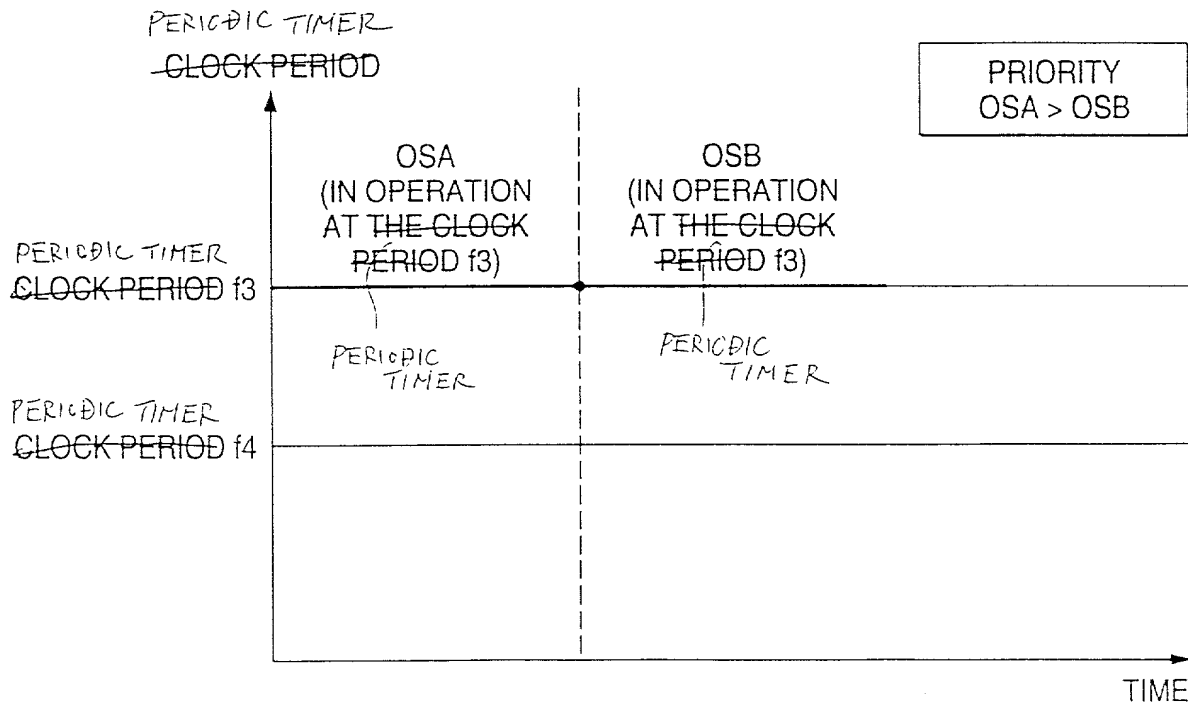 PERIODIC TIMER
CLOCK PERIOD
PRIORITY
OSA > OSB
OSA
(IN OPERATION
AT THE CLOCK
PERIOD f3)
OSB
(IN OPERATION
AT THE CLOCK
PERIOD f3)
PERIODIC TIMER
CLOCK PERIOD f3
PERIODIC
TIMER
PERIODIC
TIMER
PERIODIC TIMER
CLOCK PERIOD f4
TIME